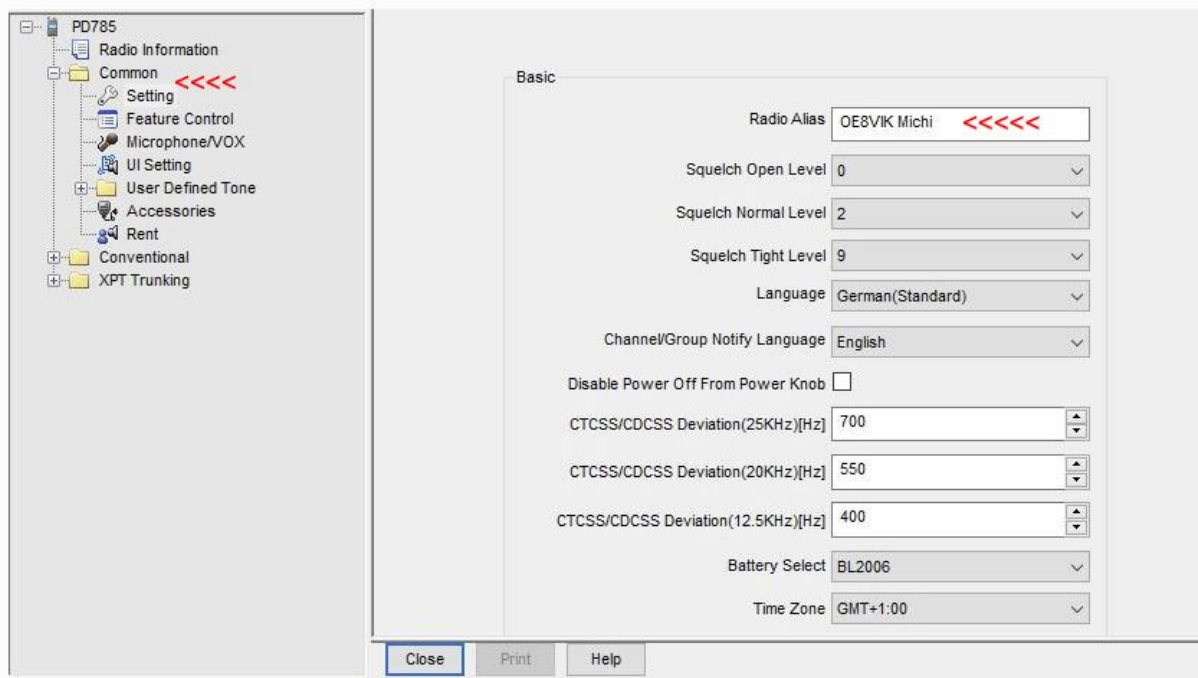 PD785
Radio Information
Common
<<<<
Setting
Feature Control
Microphone/VOX
UI Setting
User Defined Tone
Accessories
Rent
Conventional
XPT Trunking
Basic
Radio Alias OE8VIK Michi <<<<<
Squelch Open Level 0
Squelch Normal Level 2
Squelch Tight Level 9
Language German(Standard)
Channel/Group Notify Language English
Disable Power Off From Power Knob
CTCSS/CDCSS Deviation(25KHz)[Hz] 700
CTCSS/CDCSS Deviation(20KHz)[Hz] 550
CTCSS/CDCSS Deviation(12.5KHz)[Hz] 400
Battery Select BL2006
Time Zone GMT+1:00
Close Print Help